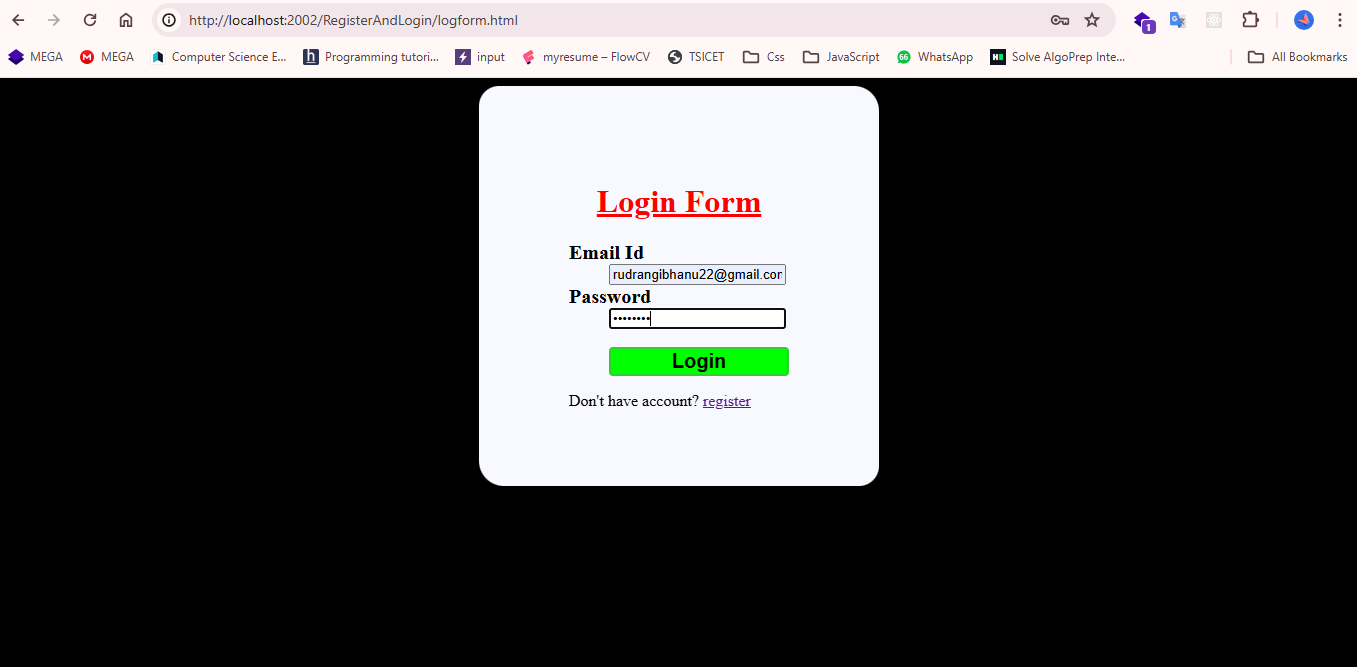 http://localhost:2002/RegisterAndLogin/logform.html
1
MEGA MEGA Computer Science E... Programming tutori... input myresume – FlowCV TSICET Css JavaScript WhatsApp Solve AlgoPrep Inte... All Bookmarks
Login Form
Email Id
rudrangibhanu22@gmail.com
Password
••••••••
Login
Don't have account? register